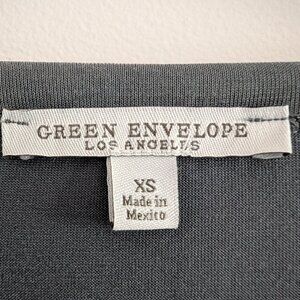 GREEN ENVELOPE
LOS ANGELES
XS
Made in
Mexico